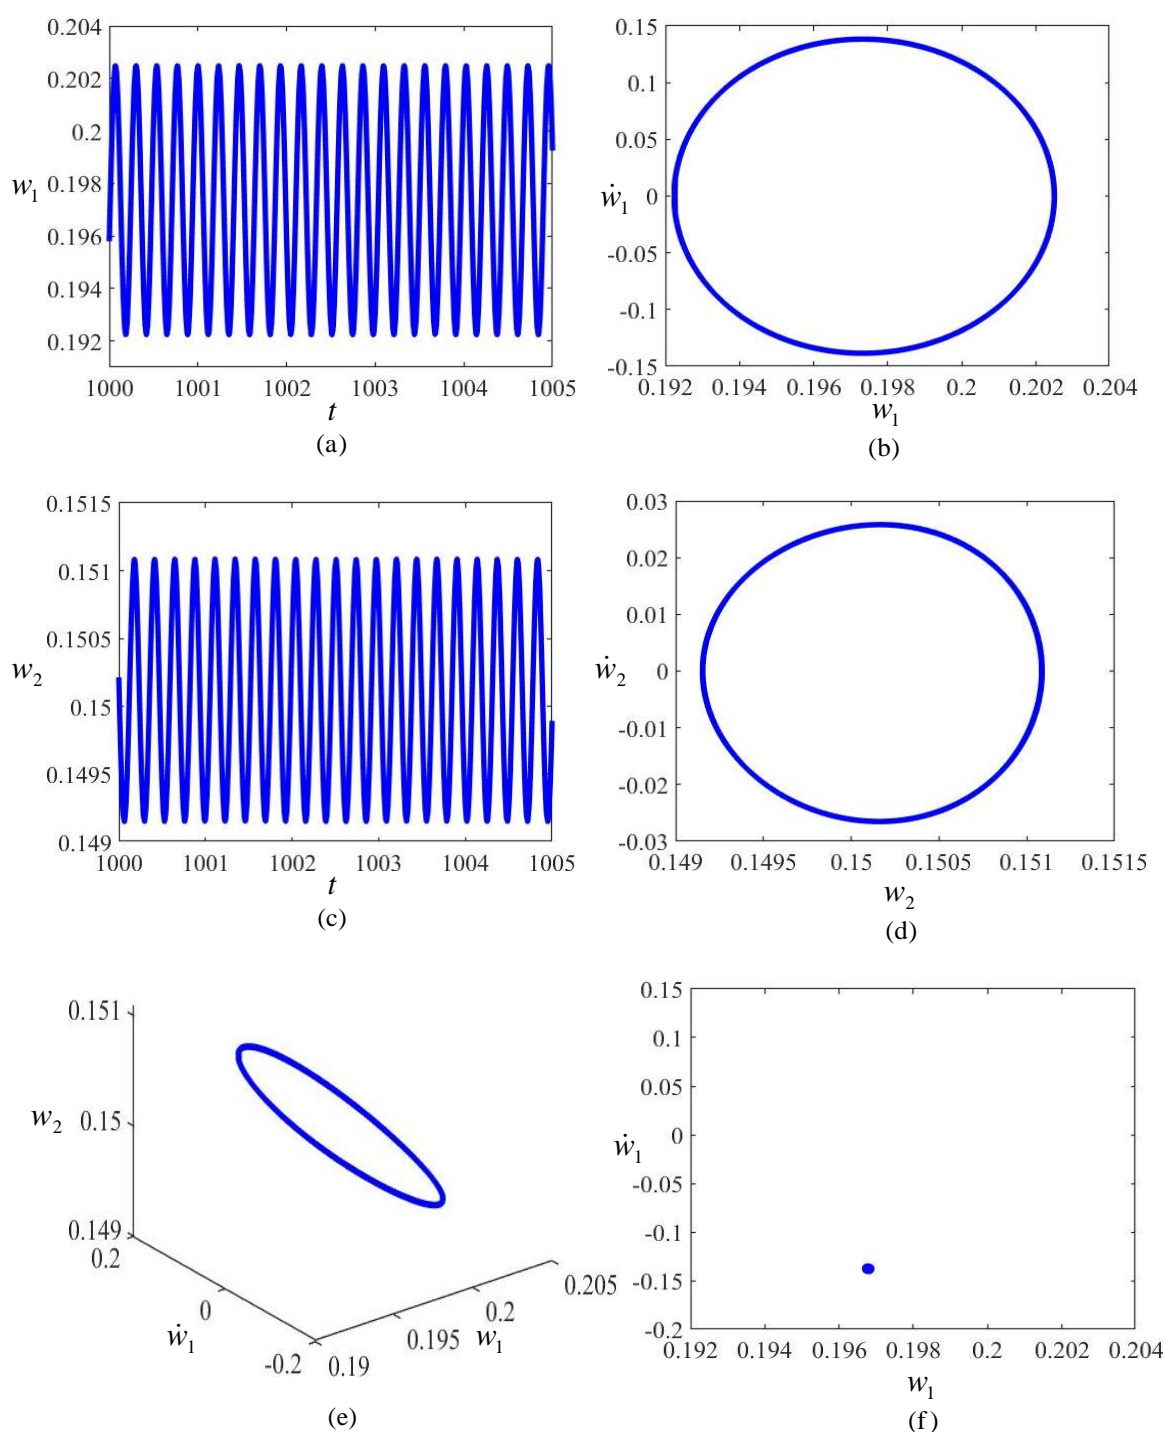 0.204
0.202
0.2
w₁ 0.198
0.196
0.194
0.192
1000 1001 1002 1003 1004 1005
t
(a)
0.15
0.1
0.05
ẇ₁ 0
-0.05
-0.1
-0.15
0.192 0.194 0.196 0.198 0.2 0.202 0.204
w₁
(b)
0.1515
0.151
0.1505
w₂
0.15
0.1495
0.149
1000 1001 1002 1003 1004 1005
t
(c)
0.03
0.02
0.01
ẇ₂ 0
-0.01
-0.02
-0.03
0.149 0.1495 0.15 0.1505 0.151 0.1515
w₂
(d)
0.151
w₂ 0.15
0.149
0.2
0
ẇ₁
-0.2
0.19
0.195
w₁
0.2
0.205
(e)
0.15
0.1
0.05
0
ẇ₁
-0.05
-0.1
-0.15
-0.2
0.192 0.194 0.196 0.198 0.2 0.202 0.204
w₁
(f)